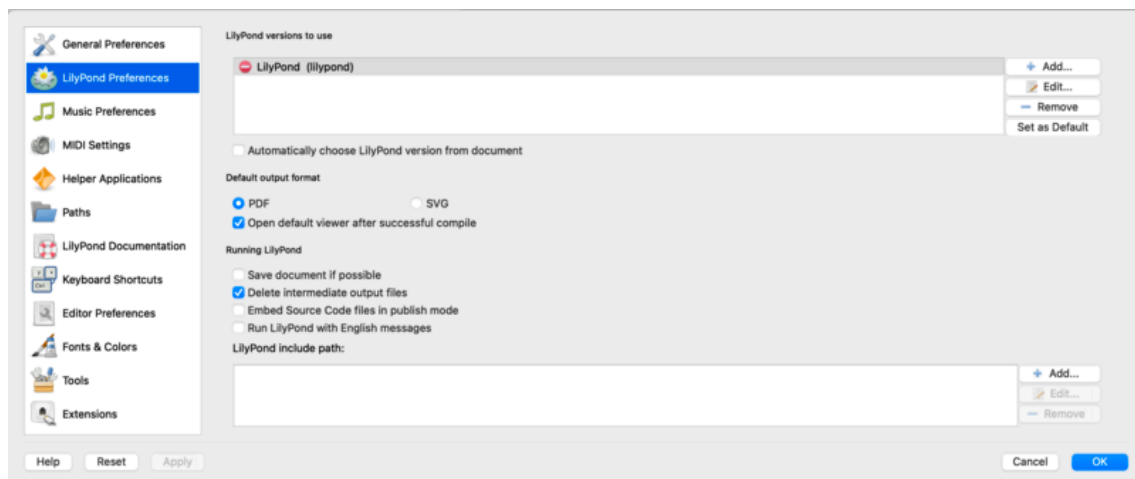 General Preferences
LilyPond Preferences
Music Preferences
MIDI Settings
Helper Applications
Paths
LilyPond Documentation
Keyboard Shortcuts
Editor Preferences
Fonts & Colors
Tools
Extensions
LilyPond versions to use
LilyPond (lilypond)
Add...
Edit...
Remove
Set as Default
Automatically choose LilyPond version from document
Default output format
PDF SVG
Open default viewer after successful compile
Running LilyPond
Save document if possible
Delete intermediate output files
Embed Source Code files in publish mode
Run LilyPond with English messages
LilyPond include path:
Add...
Edit...
Remove
Help Reset Apply Cancel OK